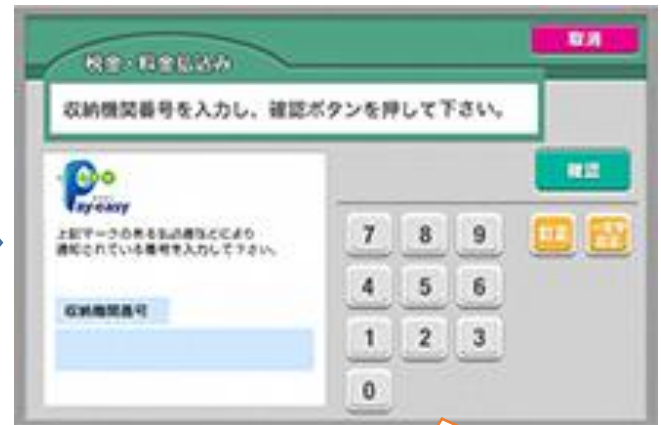 税金・料金払込み
取消
収納機関番号を入力し、確認ボタンを押して下さい。
確認
Pay-easy
上記マークのある払込書などにより
通知されている番号を入力して下さい。
収納機関番号
7 8 9
訂正
4 5 6
1 2 3
0